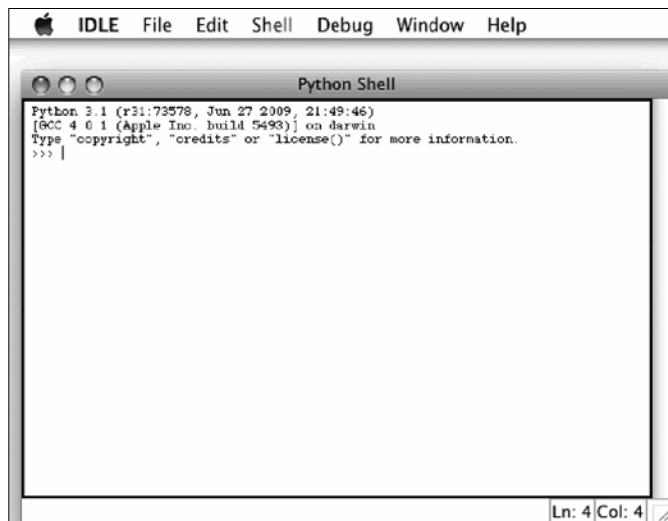 IDLE File Edit Shell Debug Window Help
Python Shell
Python 3.1 (r31:73578, Jun 27 2009, 21:49:46)
[GCC 4.0.1 (Apple Inc. build 5493)] on darwin
Type "copyright", "credits" or "license()" for more information.
>>>
Ln: 4 Col: 4